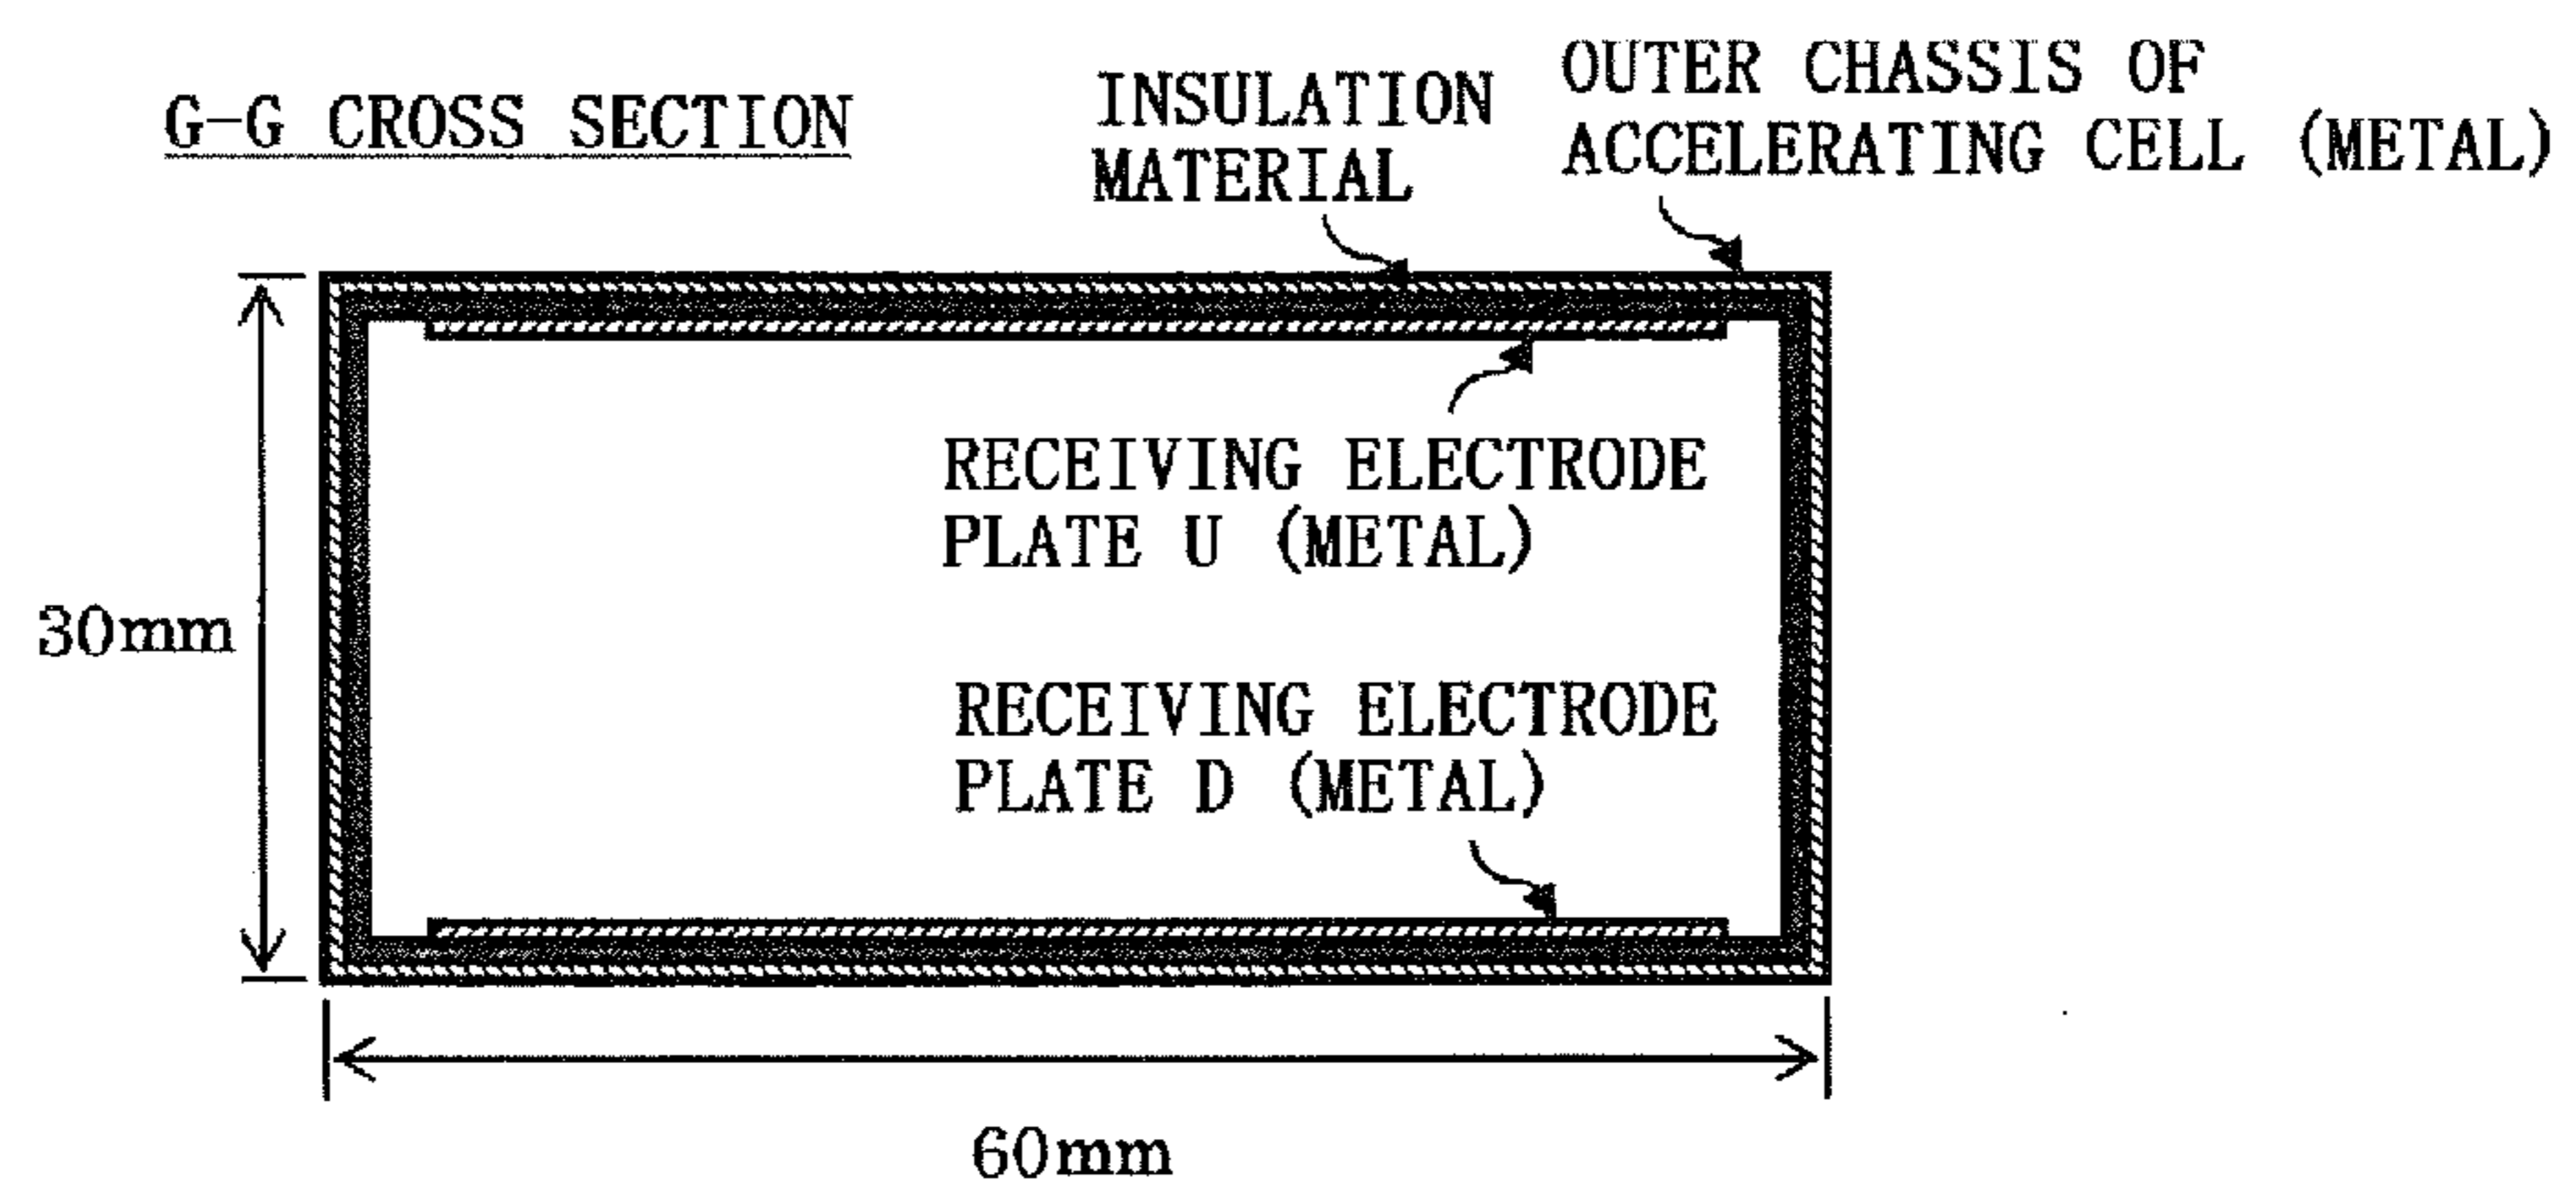 G-G CROSS SECTION
INSULATION
MATERIAL
OUTER CHASSIS OF
ACCELERATING CELL (METAL)
RECEIVING ELECTRODE
PLATE U (METAL)
30mm
RECEIVING ELECTRODE
PLATE D (METAL)
60mm